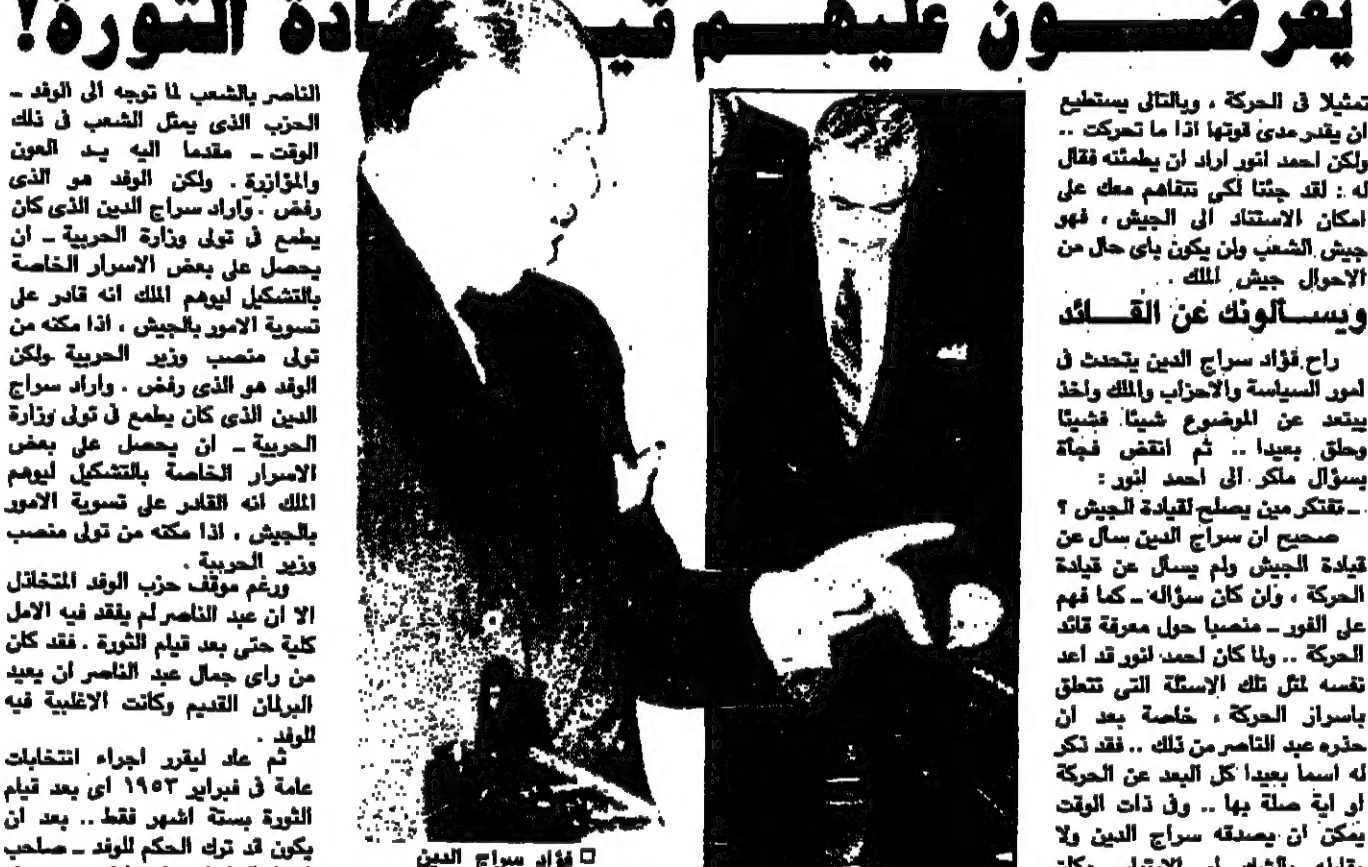 يعرضون عليهم قيادة الثورة!
تمثيلا فى الحركة ، وبالتالى يستطيع
ان يقدر مدى قوتها اذا ما تحركت ..
ولكن احمد انور اراد ان يطمئنه فقال
له : لقد جئنا لكى نتفاهم معك على
امكان الاستناد الى الجيش ، فهو
جيش الشعب ولن يكون باى حال من
الاحوال جيش الملك .
ويسألونك عن القائد
راح فؤاد سراج الدين يتحدث فى
امور السياسة والاحزاب والملك واخذ
يبتعد عن الموضوع شيئا فشيئا
وحلق بعيدا .. ثم انقض فجأة
بسؤال ماكر الى احمد انور :
ـ تفتكر مين يصلح لقيادة الجيش ؟
صحيح ان سراج الدين سأل عن
قيادة الجيش ولم يسأل عن قيادة
الحركة ، وان كان سؤاله ـ كما فهم
على الفور ـ منصبا حول معرفة قائد
الحركة .. ولما كان احمد انور قد اعد
نفسه لمثل تلك الاسئلة التى تتعلق
باسرار الحركة ، خاصة بعد ان
حذره عبد الناصر من ذلك .. فقد ذكر
له اسما بعيدا كل البعد عن الحركة
او اية صلة بها .. وفى ذات الوقت
يمكن ان يصدقه سراج الدين ولا
□ فؤاد سراج الدين
الناصر بالشعب لما توجه الى الوفد ـ
الحزب الذى يمثل الشعب فى ذلك
الوقت ـ مقدما اليه يد العون
والمؤازرة . ولكن الوفد هو الذى
رفض . واراد سراج الدين الذى كان
يطمع فى تولى وزارة الحربية ـ ان
يحصل على بعض الاسرار الخاصة
بالتشكيل ليوهم الملك انه قادر على
تسوية الامور بالجيش ، اذا مكنه من
تولى منصب وزير الحربية ولكن
الوفد هو الذى رفض . واراد سراج
الدين الذى كان يطمع فى تولى وزارة
الحربية ـ ان يحصل على بعض
الاسرار الخاصة بالتشكيل ليوهم
الملك انه القادر على تسوية الامور
بالجيش ، اذا مكنه من تولى منصب
وزير الحربية .
ورغم موقف حزب الوفد المتخاذل
الا ان عبد الناصر لم يفقد فيه الامل
كلية حتى بعد قيام الثورة . فقد كان
من راى جمال عبد الناصر ان يعيد
البرلمان القديم وكانت الاغلبية فيه
للوفد .
ثم عاد ليقرر اجراء انتخابات
عامة فى فبراير ١٩٥٣ اى بعد قيام
الثورة بستة اشهر فقط .. بعد ان
يكون قد ترك الحكم للوفد ـ صاحب